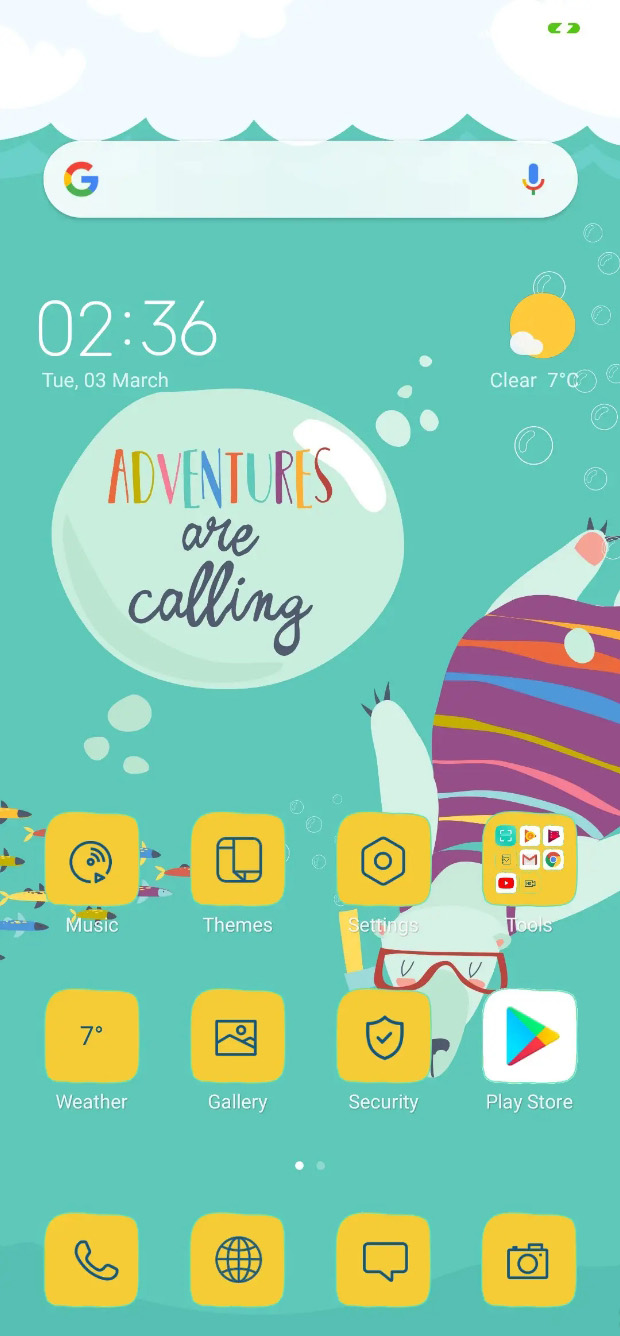 02:36
Tue, 03 March
Clear 7°C
ADVENTURES
are
calling
Music
Themes
Settings
Tools
7°
Weather
Gallery
Security
Play Store